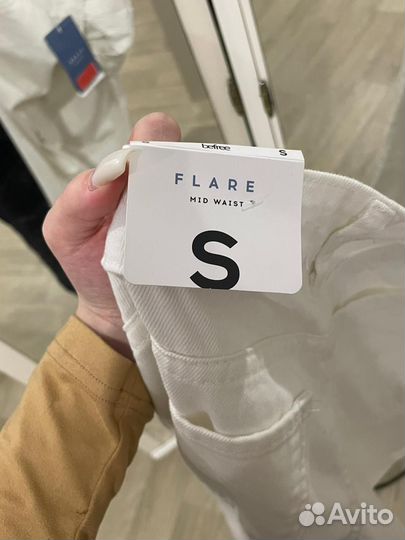 befree S
FLARE
MID WAIST
S
Avito